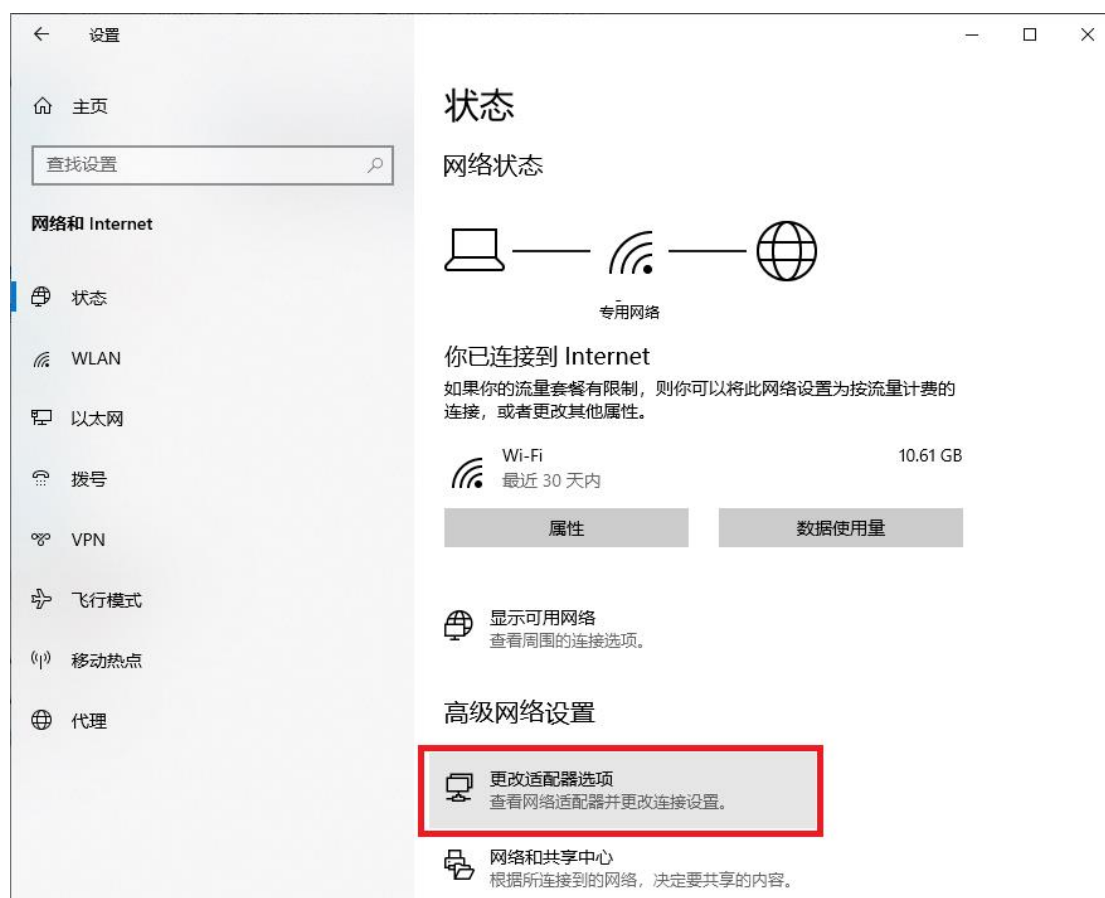 设置
主页
查找设置
网络和 Internet
状态
WLAN
以太网
拨号
VPN
飞行模式
移动热点
代理
状态
网络状态
专用网络
你已连接到 Internet
如果你的流量套餐有限制，则你可以将此网络设置为按流量计费的
连接，或者更改其他属性。
Wi-Fi 10.61 GB
最近 30 天内
属性 数据使用量
显示可用网络
查看周围的连接选项。
高级网络设置
更改适配器选项
查看网络适配器并更改连接设置。
网络和共享中心
根据所连接到的网络，决定要共享的内容。